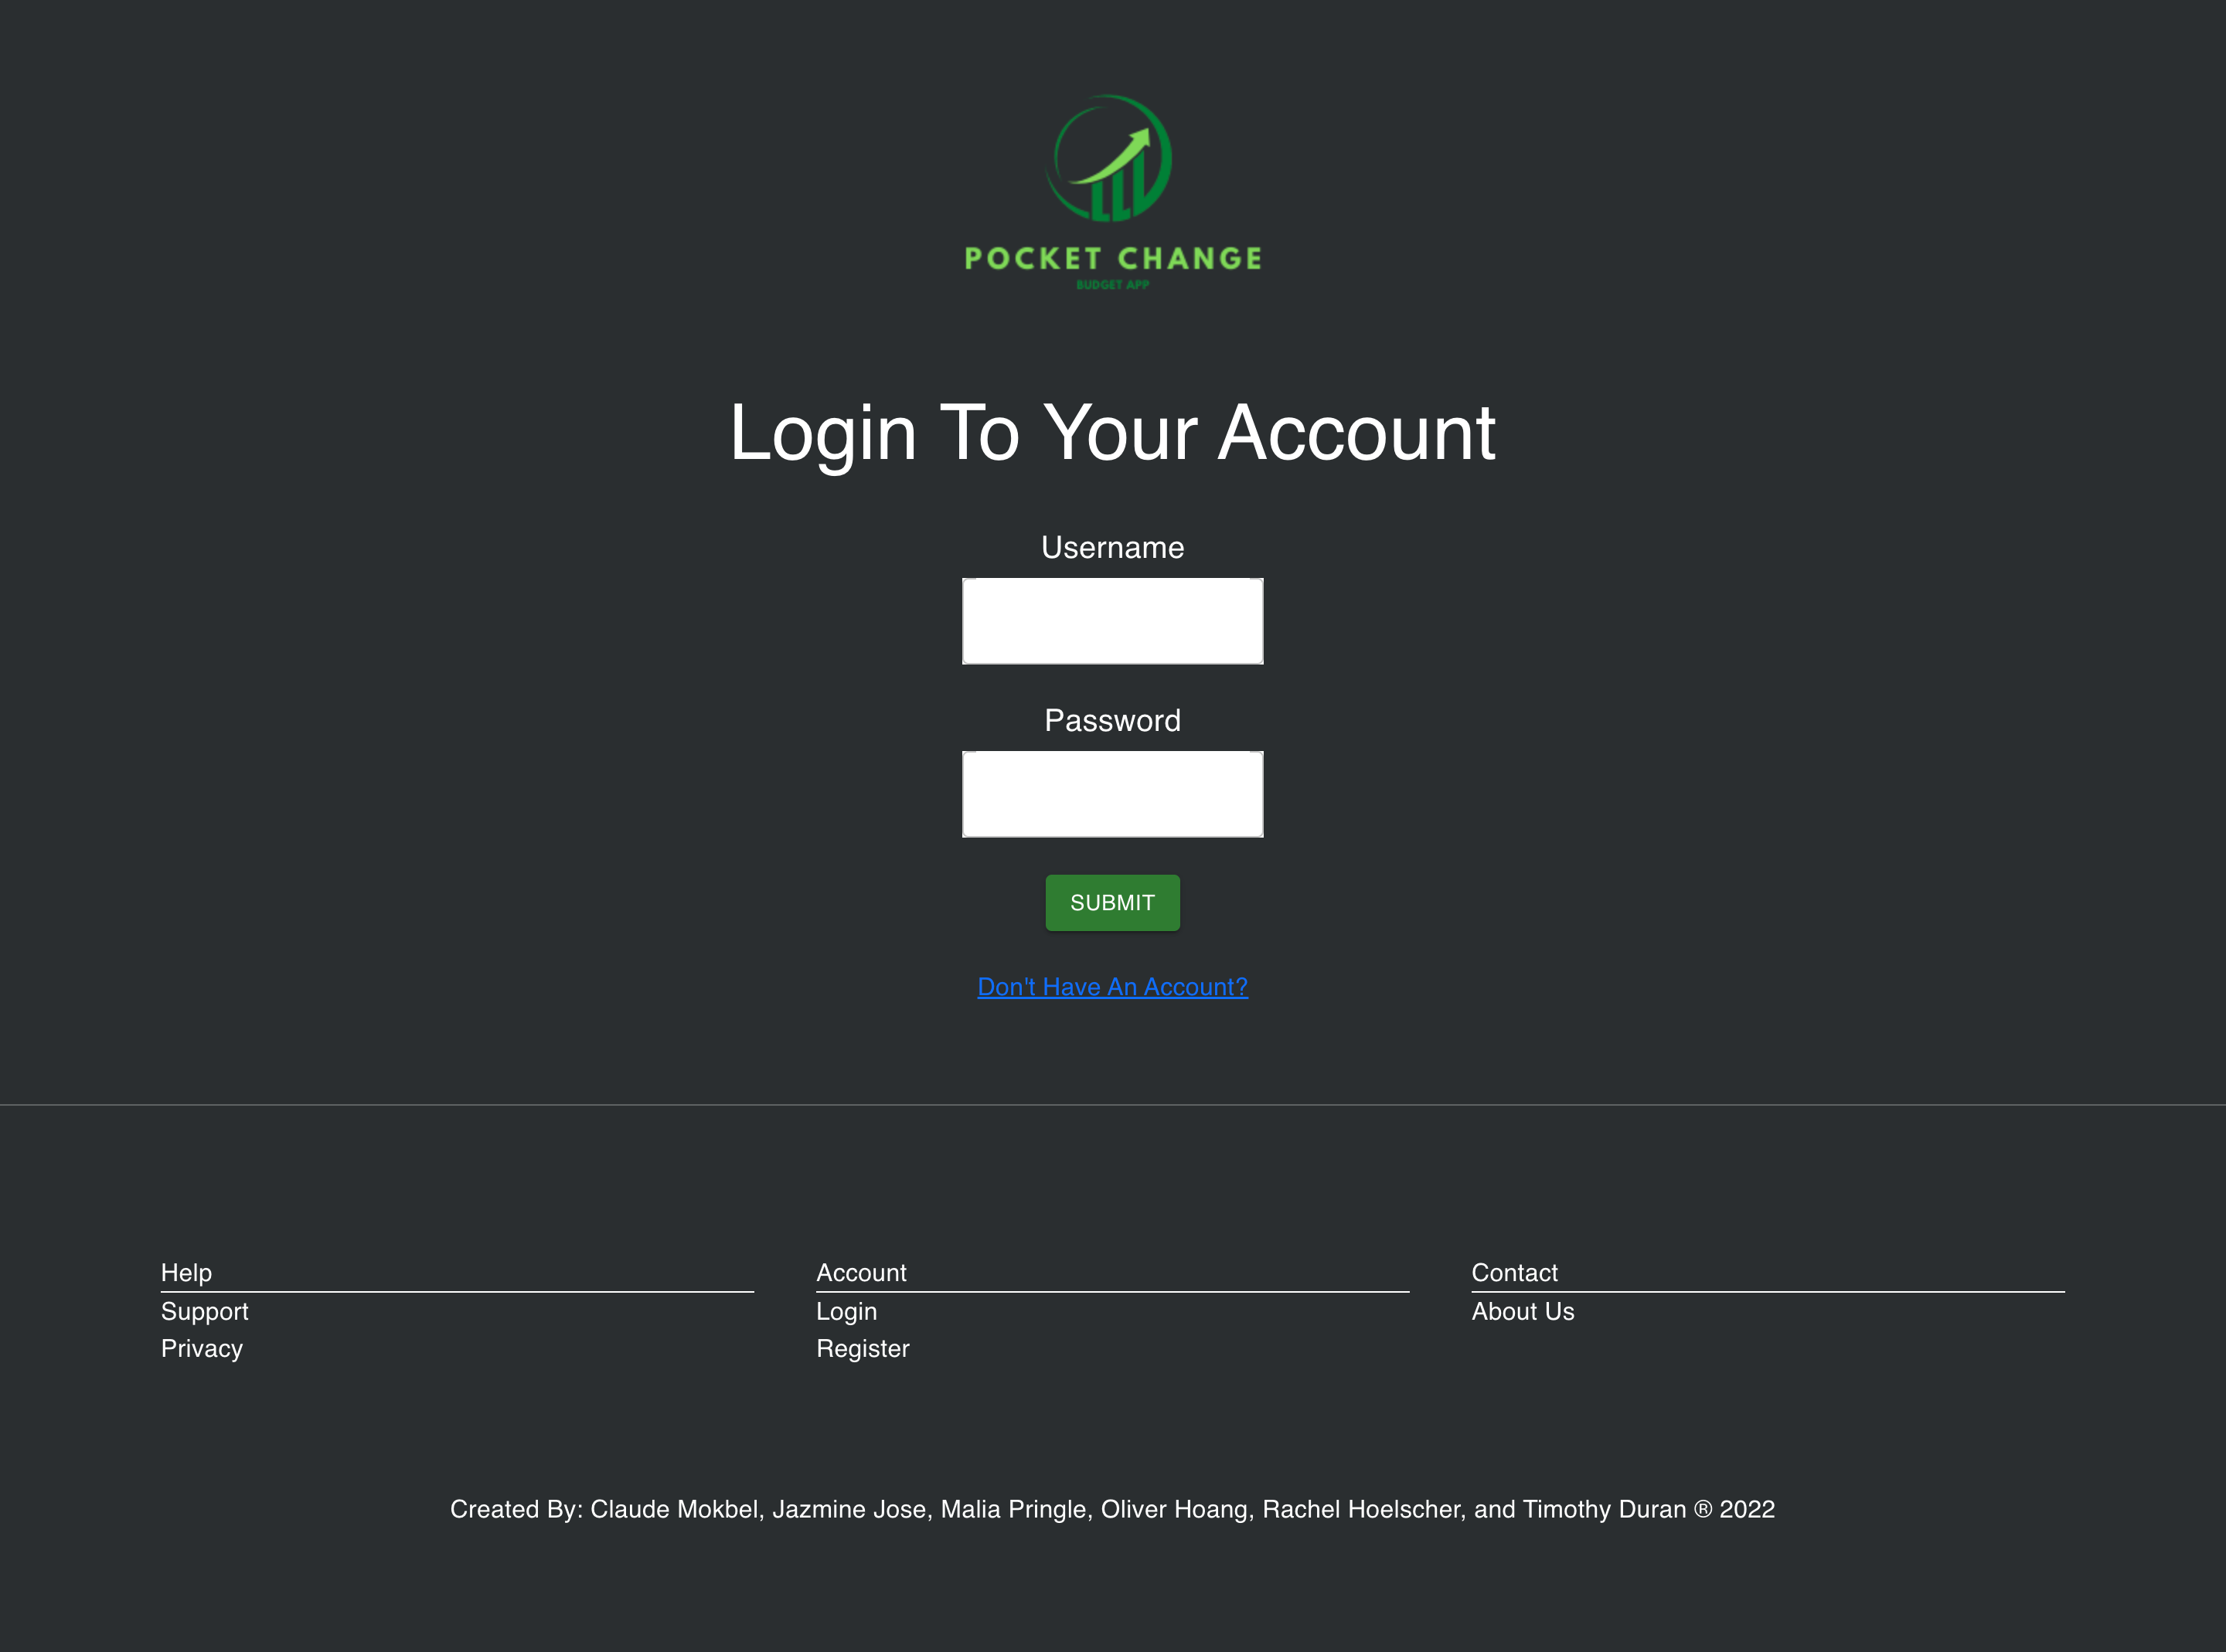 POCKET CHANGE
BUDGET APP
Login To Your Account
Username
Password
SUBMIT
Don't Have An Account?
Help
Support
Privacy
Account
Login
Register
Contact
About Us
Created By: Claude Mokbel, Jazmine Jose, Malia Pringle, Oliver Hoang, Rachel Hoelscher, and Timothy Duran ® 2022